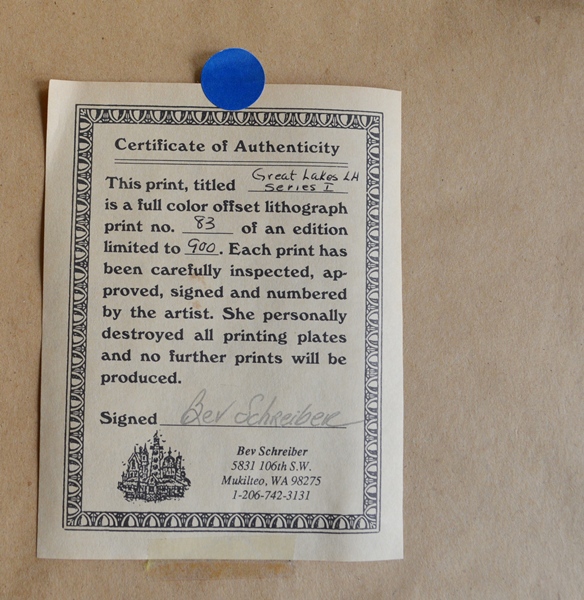 Certificate of Authenticity
This print, titled Great Lakes LH
Series I
is a full color offset lithograph
print no. 83 of an edition
limited to 900. Each print has
been carefully inspected, ap-
proved, signed and numbered
by the artist. She personally
destroyed all printing plates
and no further prints will be
produced.
Signed Bev Schreiber
Bev Schreiber
5831 106th S.W.
Mukilteo, WA 98275
1-206-742-3131